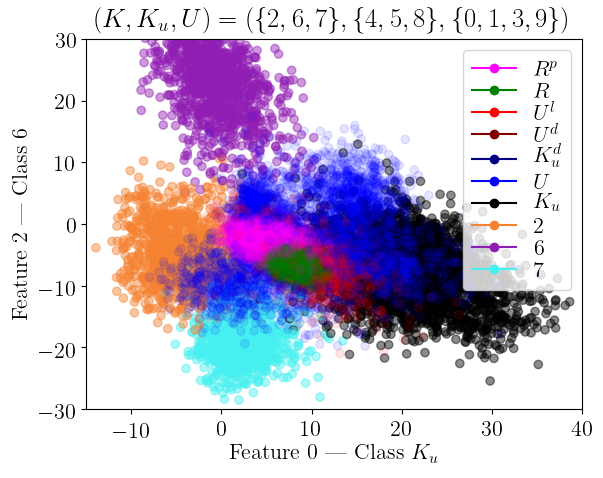 (K, K_u, U) = ({2, 6, 7}, {4, 5, 8}, {0, 1, 3, 9})
30
20
10
0
−10
−20
−30
Feature 2 — Class 6
R^p
R
U^l
U^d
K_u^d
U
K_u
2
6
7
−10
0
10
20
30
40
Feature 0 — Class K_u